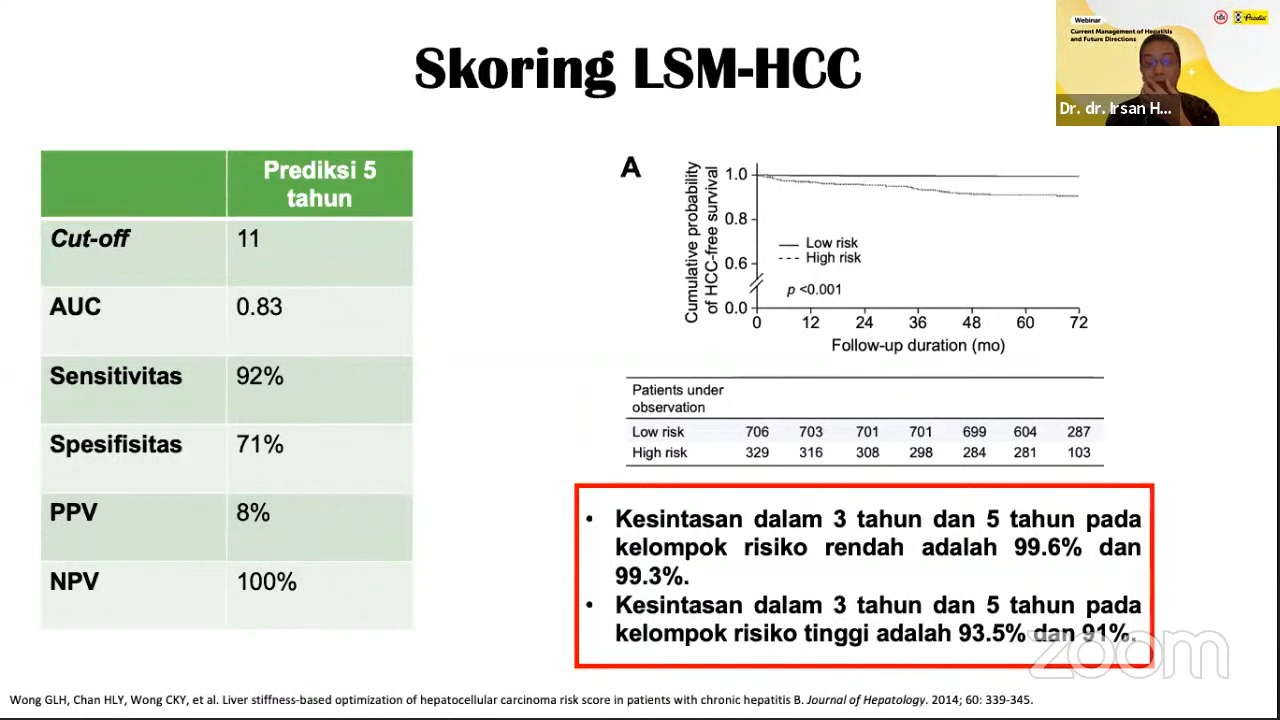 Webinar
Current Management of Hepatitis
and Future Directions
Prodia
Dr. dr. Irsan H...
Skoring LSM-HCC
Prediksi 5
tahun
Cut-off 11
AUC 0.83
Sensitivitas 92%
Spesifisitas 71%
PPV 8%
NPV 100%
A
Cumulative probability
of HCC-free survival
1.0
0.8
0.6
0.0
Low risk
High risk
p <0.001
0 12 24 36 48 60 72
Follow-up duration (mo)
Patients under
observation
Low risk 706 703 701 701 699 604 287
High risk 329 316 308 298 284 281 103
• Kesintasan dalam 3 tahun dan 5 tahun pada
kelompok risiko rendah adalah 99.6% dan
99.3%.
• Kesintasan dalam 3 tahun dan 5 tahun pada
kelompok risiko tinggi adalah 93.5% dan 91%.
zoom
Wong GLH, Chan HLY, Wong CKY, et al. Liver stiffness-based optimization of hepatocellular carcinoma risk score in patients with chronic hepatitis B. Journal of Hepatology. 2014; 60: 339-345.